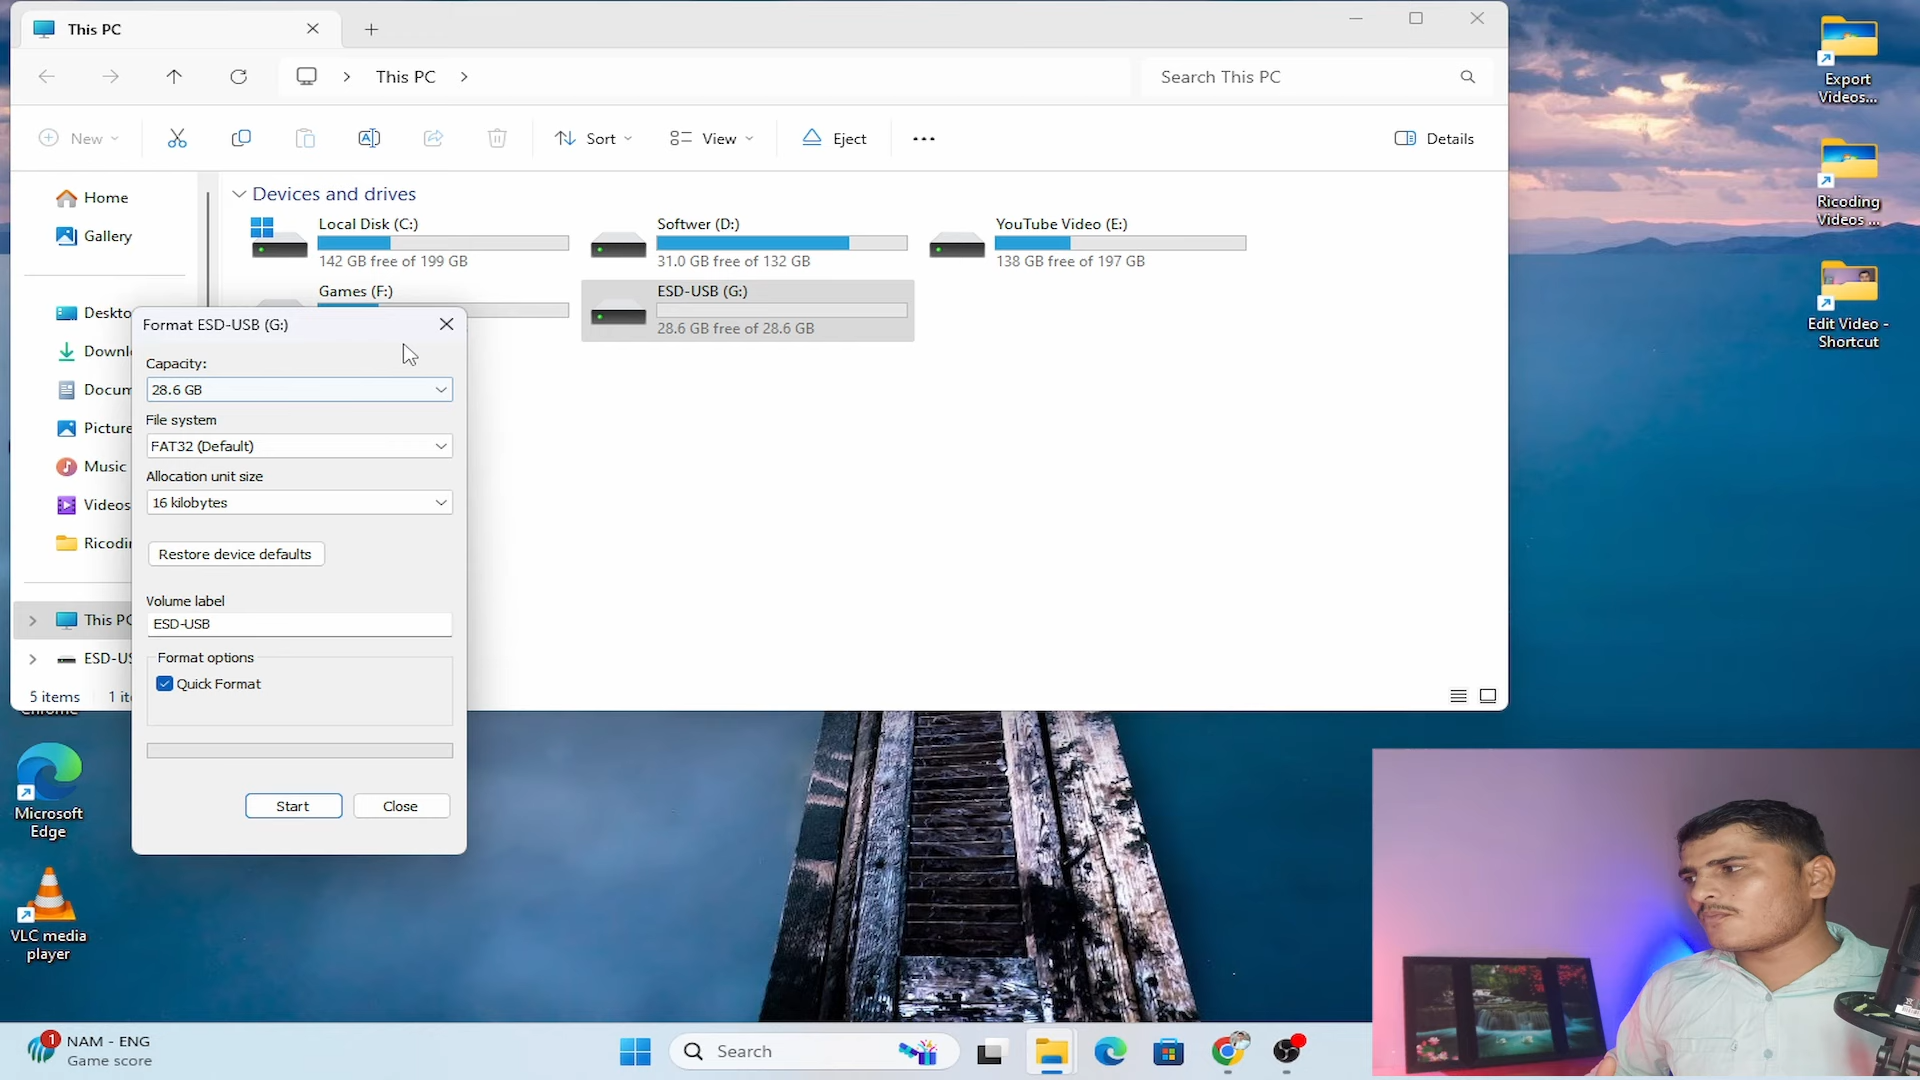 This PC
This PC
Search This PC
New
Sort
View
Eject
Details
Home
Gallery
Devices and drives
Local Disk (C:)
142 GB free of 199 GB
Softwer (D:)
31.0 GB free of 132 GB
YouTube Video (E:)
138 GB free of 197 GB
Games (F:)
ESD-USB (G:)
28.6 GB free of 28.6 GB
Deskto
Downl
Docum
Picture
Music
Videos
Ricodin
This PC
ESD-US
5 items
1 ite
Format ESD-USB (G:)
Capacity:
28.6 GB
File system
FAT32 (Default)
Allocation unit size
16 kilobytes
Restore device defaults
Volume label
ESD-USB
Format options
Quick Format
Start
Close
Export
Videos...
Ricoding
Videos ...
Edit Video -
Shortcut
Chrome
Microsoft
Edge
VLC media
player
1
NAM - ENG
Game score
Search